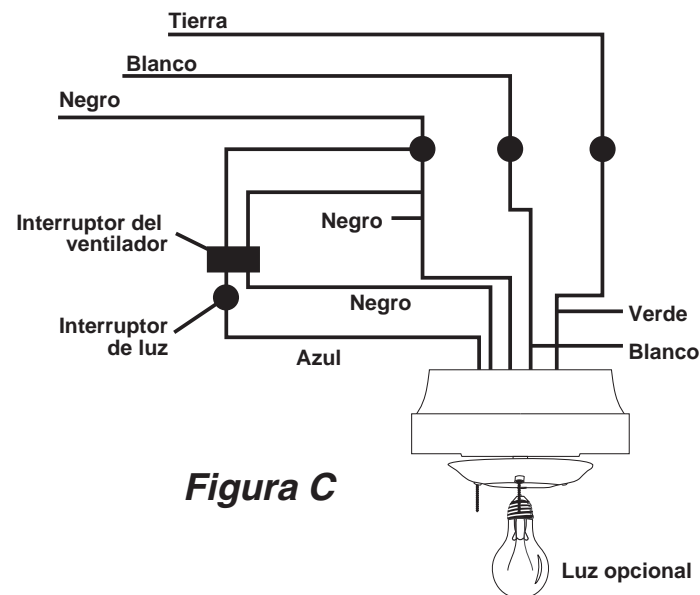 Tierra
Blanco
Negro
Interruptor del
ventilador
Negro
Negro
Interruptor
de luz
Azul
Verde
Blanco
Figura C
Luz opcional